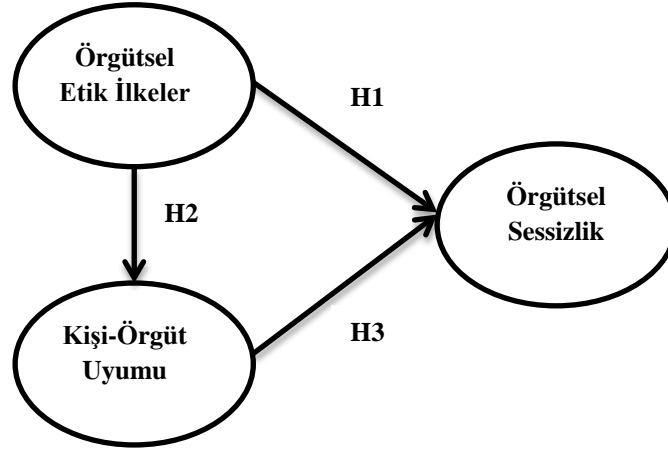 Örgütsel
Etik İlkeler
H1
Örgütsel
Sessizlik
H2
Kişi-Örgüt
Uyumu
H3